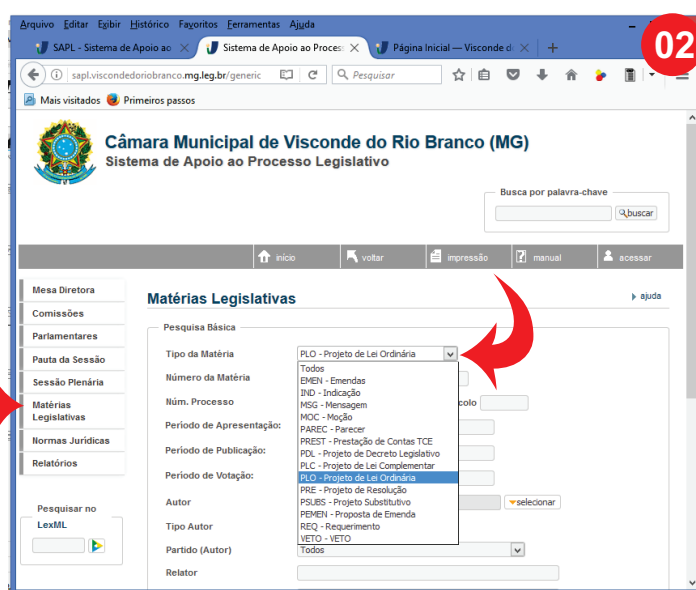 Arquivo Editar Exibir Histórico Favoritos Ferramentas Ajuda
SAPL - Sistema de Apoio ao
Sistema de Apoio ao Proces
Página Inicial — Visconde d
02
sapl.viscondedoriobranco.mg.leg.br/generic
Pesquisar
Mais visitados Primeiros passos
Câmara Municipal de Visconde do Rio Branco (MG)
Sistema de Apoio ao Processo Legislativo
Busca por palavra-chave
buscar
início voltar impressão manual acessar
Mesa Diretora
Comissões
Parlamentares
Pauta da Sessão
Sessão Plenária
Matérias
Legislativas
Normas Jurídicas
Relatórios
Pesquisar no
LexML
Matérias Legislativas
ajuda
Pesquisa Básica
Tipo da Matéria PLO - Projeto de Lei Ordinária
Número da Matéria
Núm. Processo colo
Período de Apresentação:
Período de Publicação:
Período de Votação:
Autor selecionar
Tipo Autor
Partido (Autor) Todos
Relator
Todos
EMEN - Emendas
IND - Indicação
MSG - Mensagem
MOC - Moção
PAREC - Parecer
PREST - Prestação de Contas TCE
PDL - Projeto de Decreto Legislativo
PLC - Projeto de Lei Complementar
PLO - Projeto de Lei Ordinária
PRE - Projeto de Resolução
PSUBS - Projeto Substitutivo
PEMEN - Proposta de Emenda
REQ - Requerimento
VETO - VETO